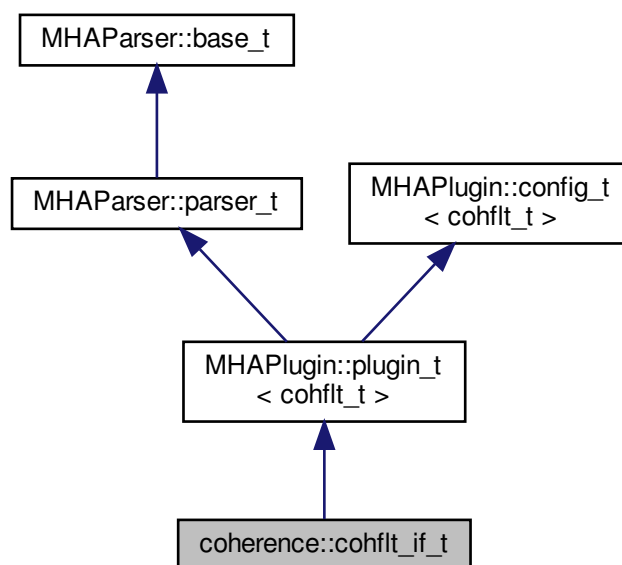 MHAParser::base_t
MHAParser::parser_t
MHAPlugin::config_t
< cohflt_t >
MHAPlugin::plugin_t
< cohflt_t >
coherence::cohflt_if_t